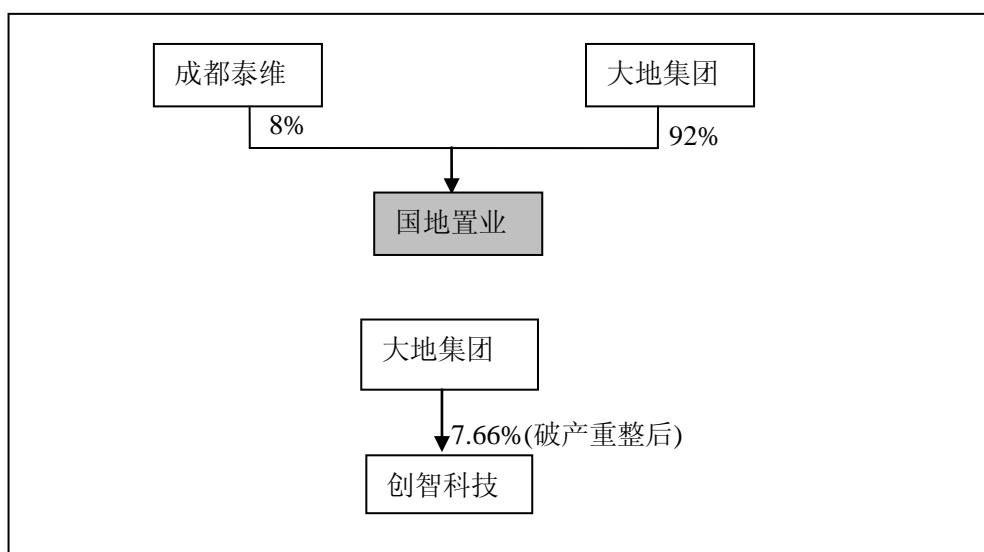 成都泰维
大地集团
8%
92%
国地置业
大地集团
7.66%(破产重整后)
创智科技